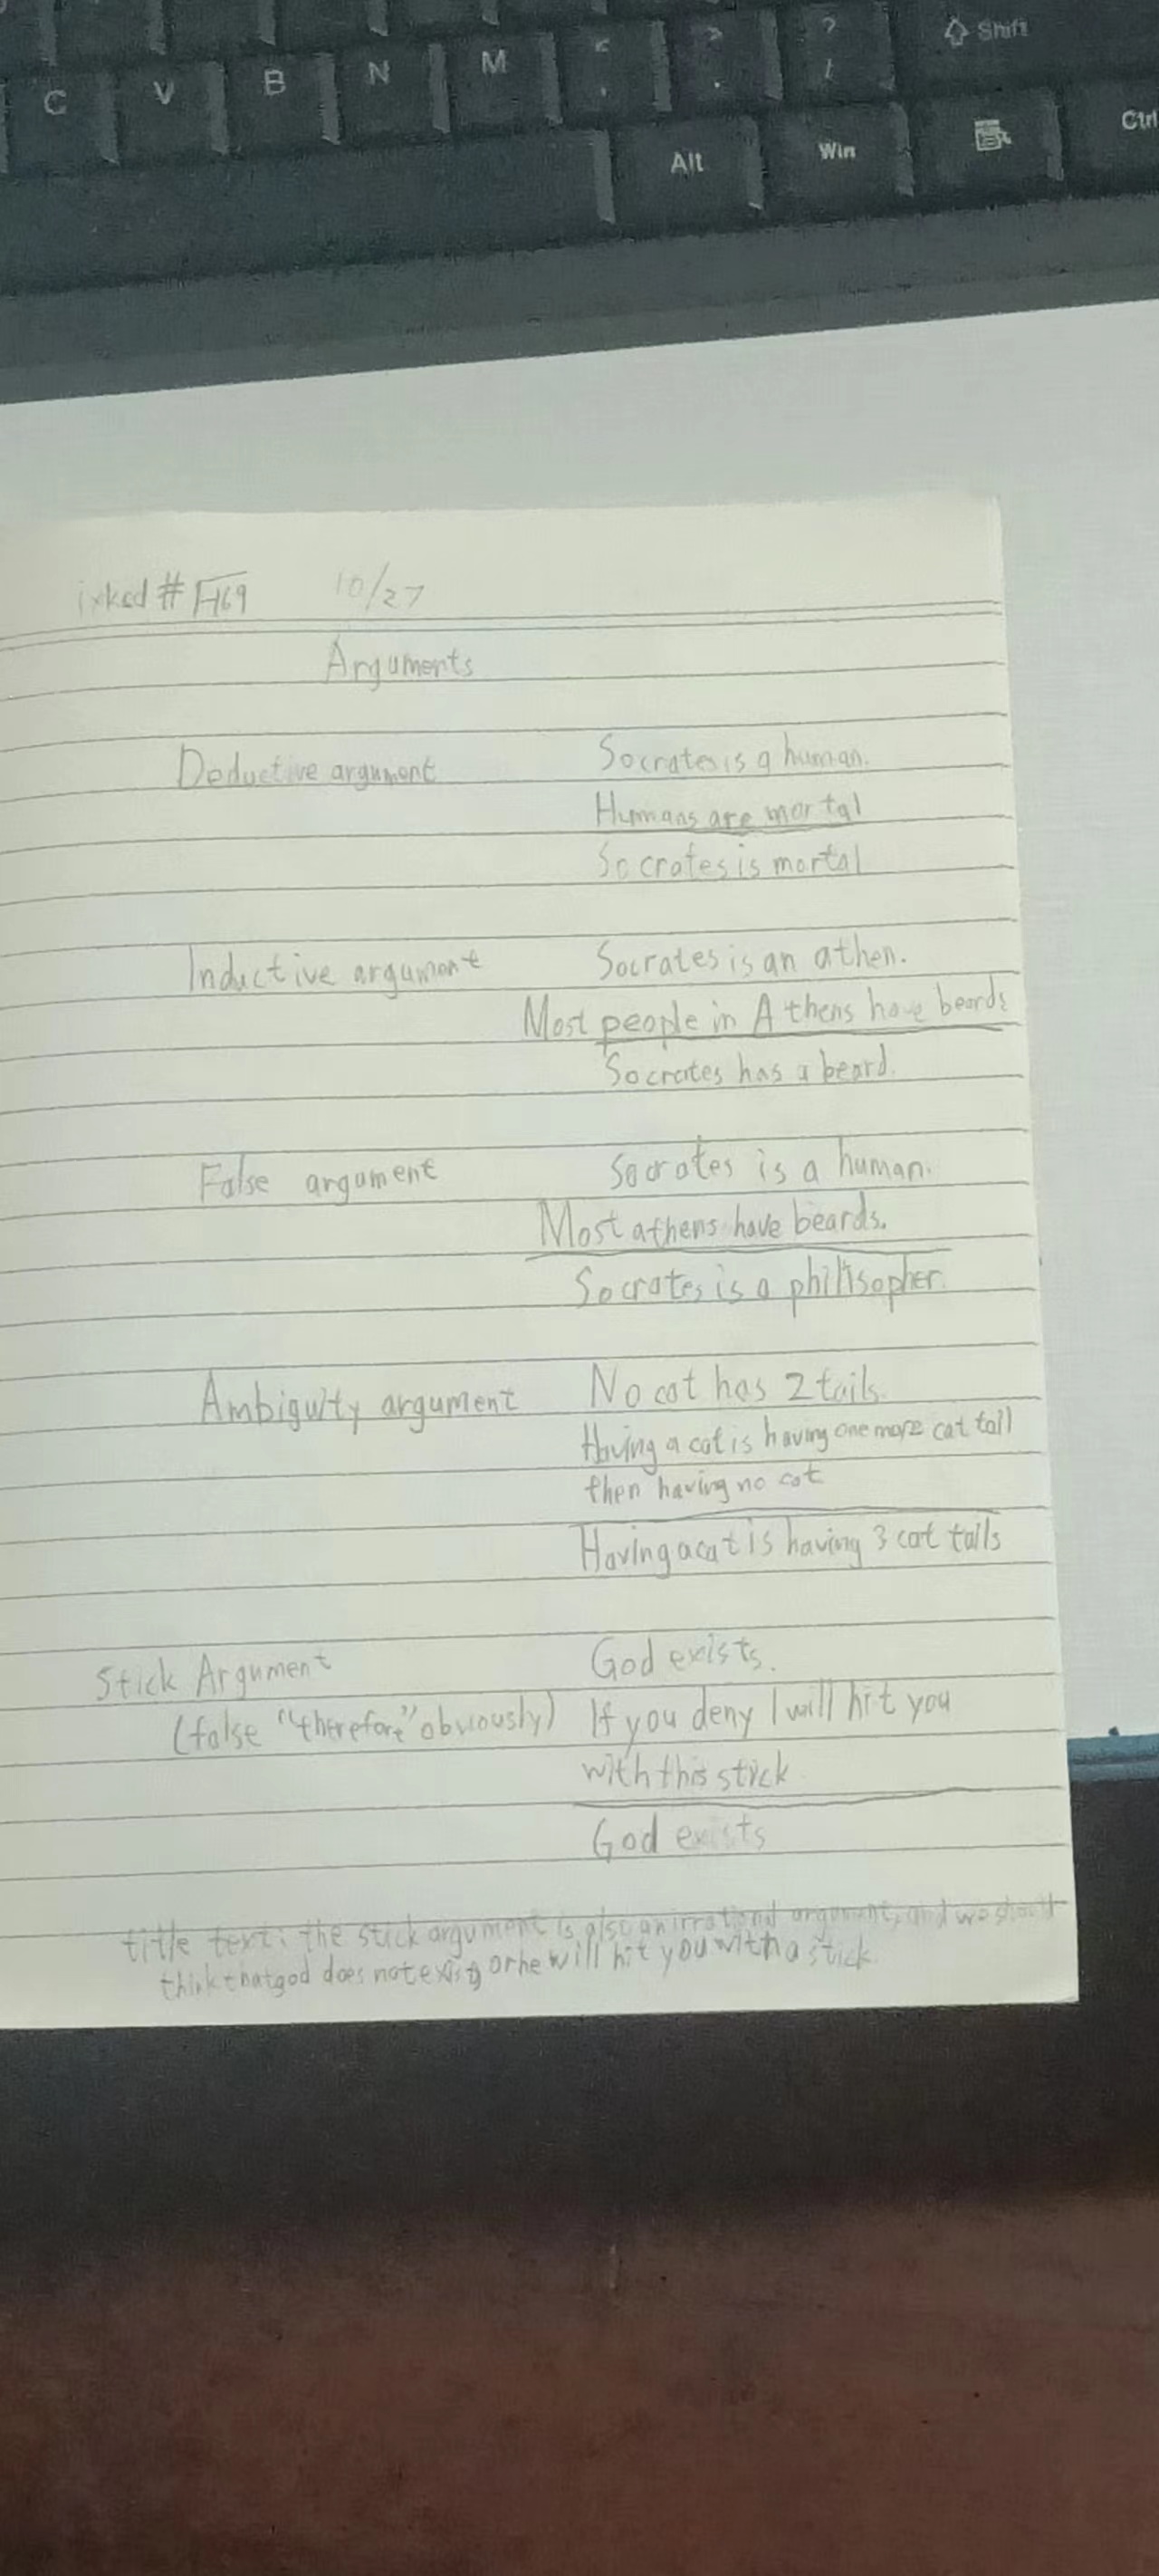 C V B N M < , > . ? / Shift
Alt Win Ctrl
ixkcd # √-169 10/27
Arguments
Deductive argument Socrates is a human.
Humans are mortal
Socrates is mortal
Inductive argument Socrates is an athen.
Most people in Athens have beards
Socrates has a beard.
False argument Socrates is a human.
Most athens have beards.
Socrates is a philisopher.
Ambiguity argument No cat has 2 tails.
Having a cat is having one more cat tail
then having no cat
Having a cat is having 3 cat tails
Stick Argument God exists.
(false "therefore" obviously) If you deny I will hit you
with this stick.
God exists
title text: the stick argument is also an irrational argument, and we should
think that god does not exist or he will hit you with a stick.